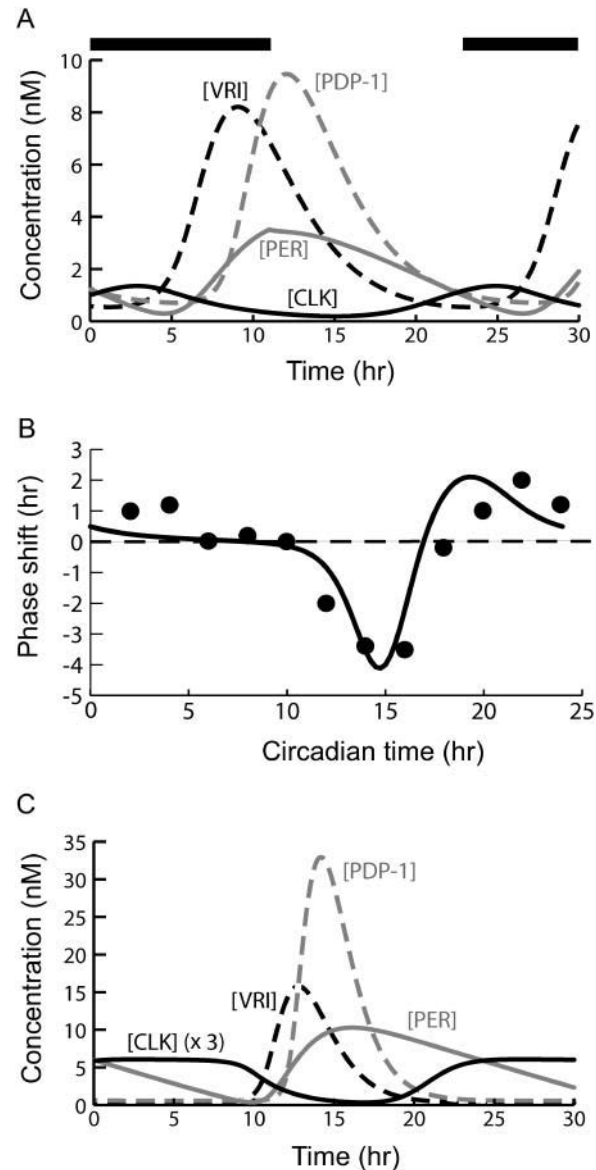 A
10
8
6
4
2
0
Concentration (nM)
[VRI]
[PDP-1]
[PER]
[CLK]
0 5 10 15 20 25 30
Time (hr)
B
3
2
1
0
-1
-2
-3
-4
-5
Phase shift (hr)
0 5 10 15 20 25
Circadian time (hr)
C
35
30
25
20
15
10
5
0
Concentration (nM)
[PDP-1]
[VRI]
[PER]
[CLK] (x 3)
0 5 10 15 20 25 30
Time (hr)